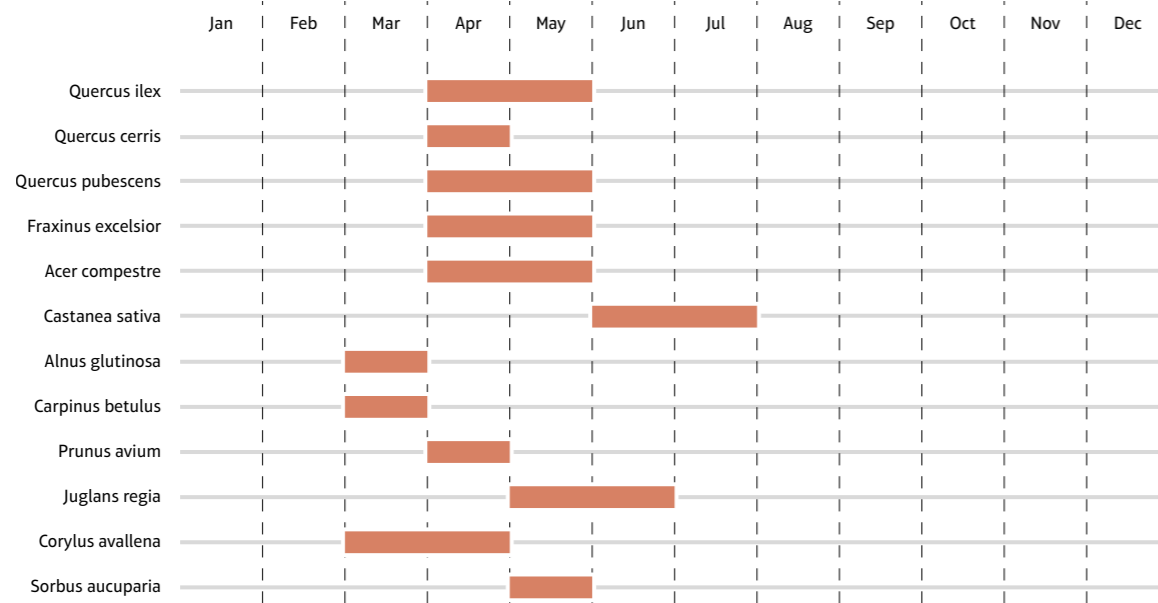 Jan Feb Mar Apr May Jun Jul Aug Sep Oct Nov Dec
Quercus ilex
Quercus cerris
Quercus pubescens
Fraxinus excelsior
Acer compestre
Castanea sativa
Alnus glutinosa
Carpinus betulus
Prunus avium
Juglans regia
Corylus avallena
Sorbus aucuparia